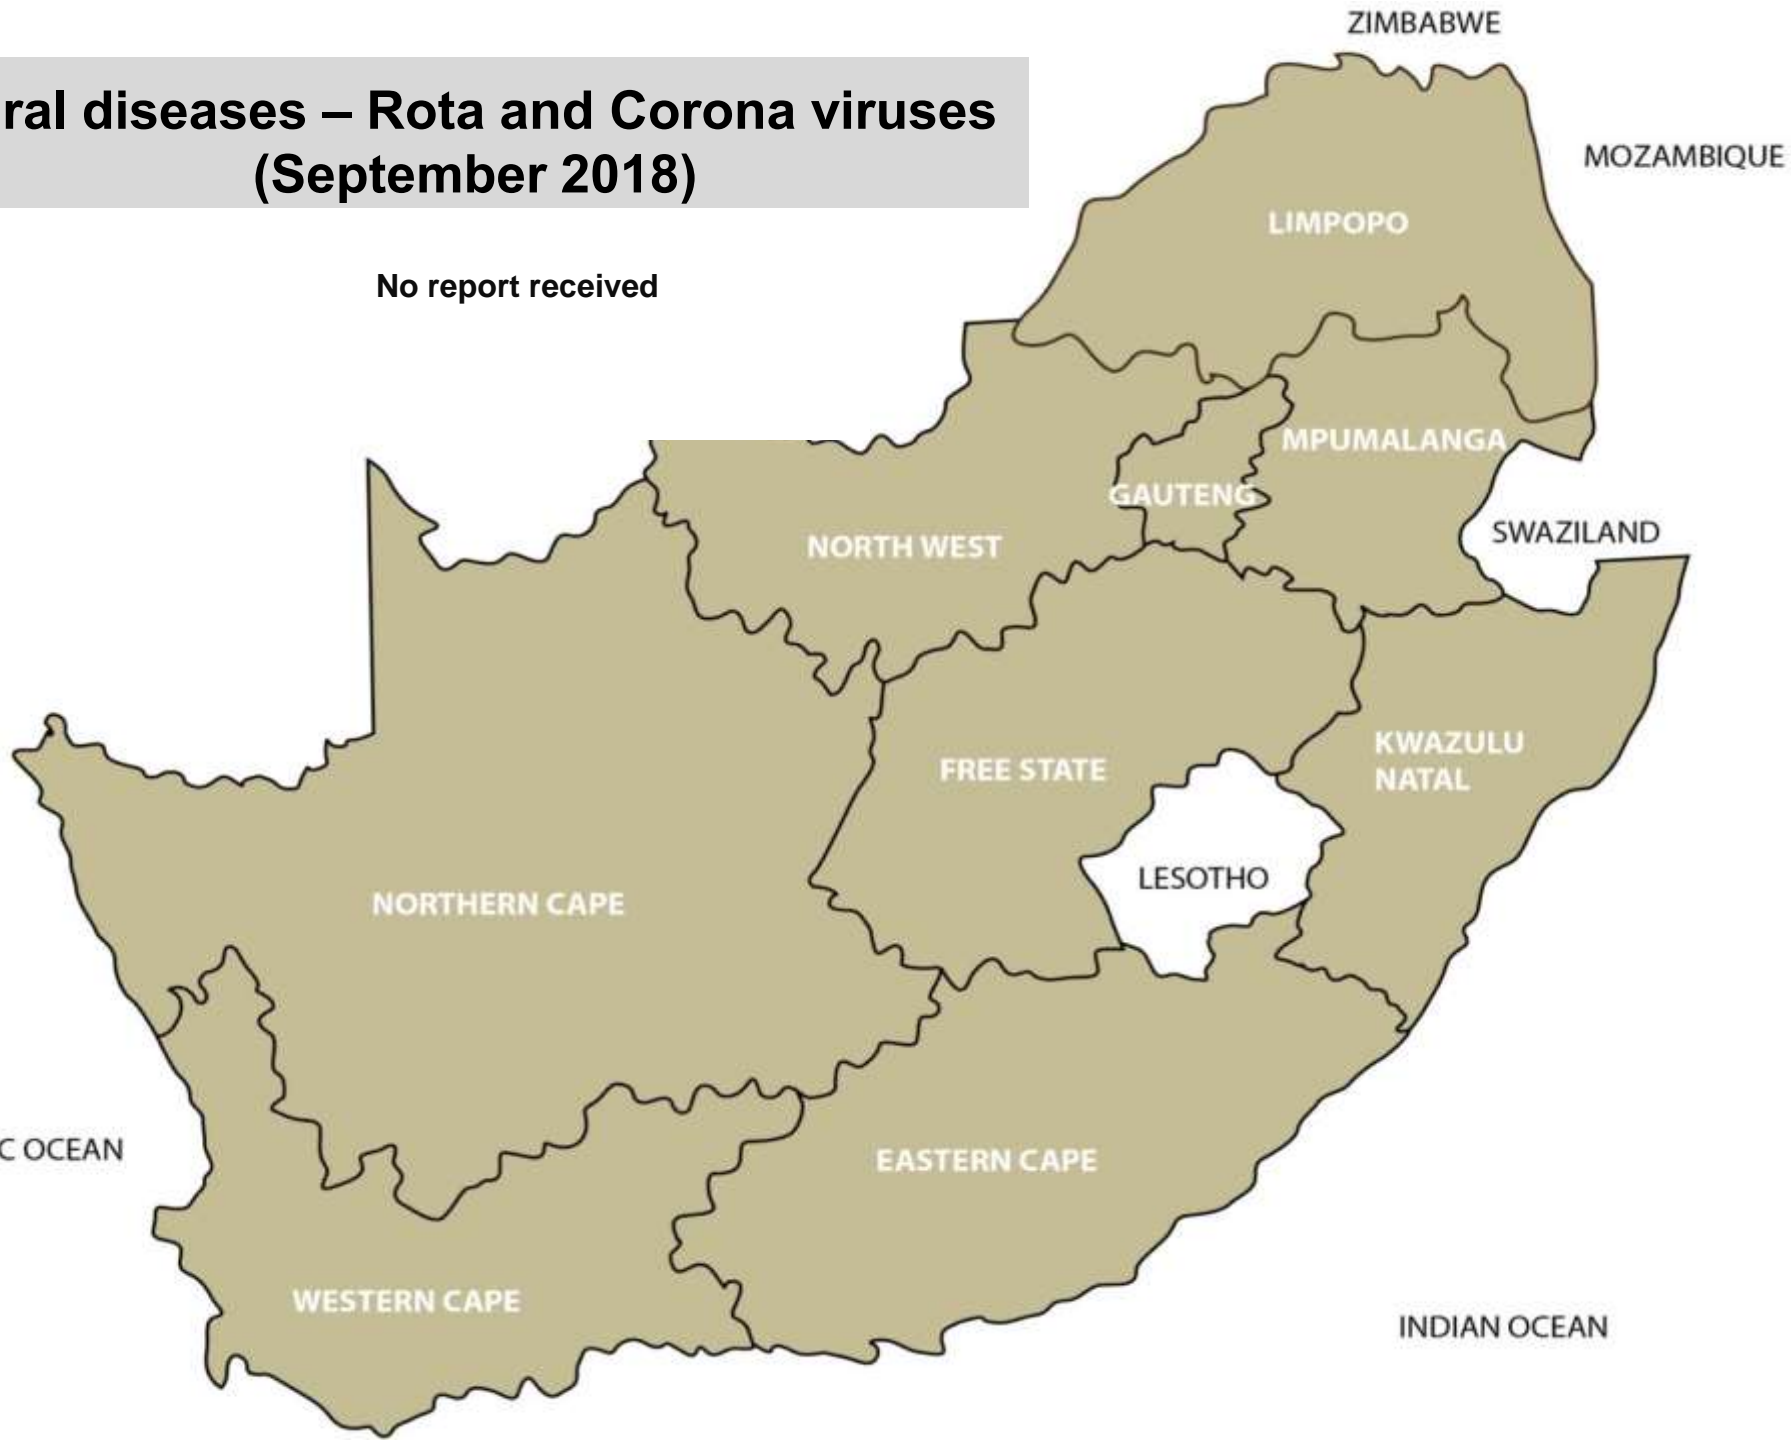 ZIMBABWE
ral diseases – Rota and Corona viruses
(September 2018)
MOZAMBIQUE
LIMPOPO
No report received
MPUMALANGA
GAUTENG
SWAZILAND
NORTH WEST
KWAZULU
NATAL
FREE STATE
LESOTHO
NORTHERN CAPE
C OCEAN
EASTERN CAPE
WESTERN CAPE
INDIAN OCEAN